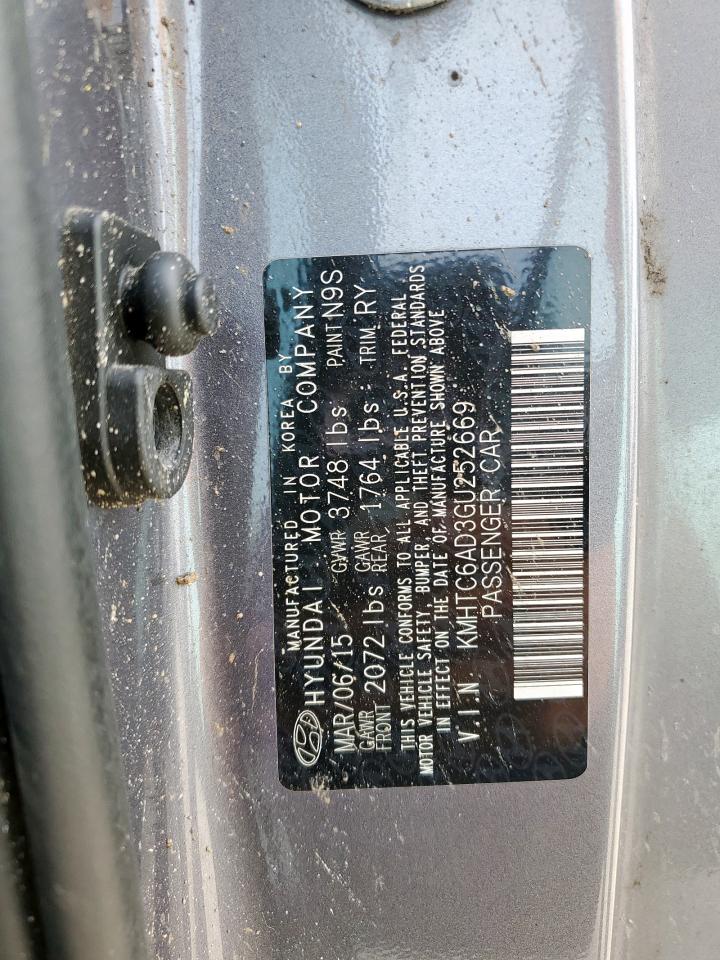 MANUFACTURED IN KOREA BY
HYUNDAI MOTOR COMPANY
MAR/06/15 GVWR 3748 lbs PAINT N9S
GAWR FRONT 2072 lbs GAWR REAR 1764 lbs TRIM RY
THIS VEHICLE CONFORMS TO ALL APPLICABLE U.S.A. FEDERAL
MOTOR VEHICLE SAFETY, BUMPER, AND THEFT PREVENTION STANDARDS
IN EFFECT ON THE DATE OF MANUFACTURE SHOWN ABOVE
V.I.N. KMHTC6AD3GU252669
PASSENGER CAR